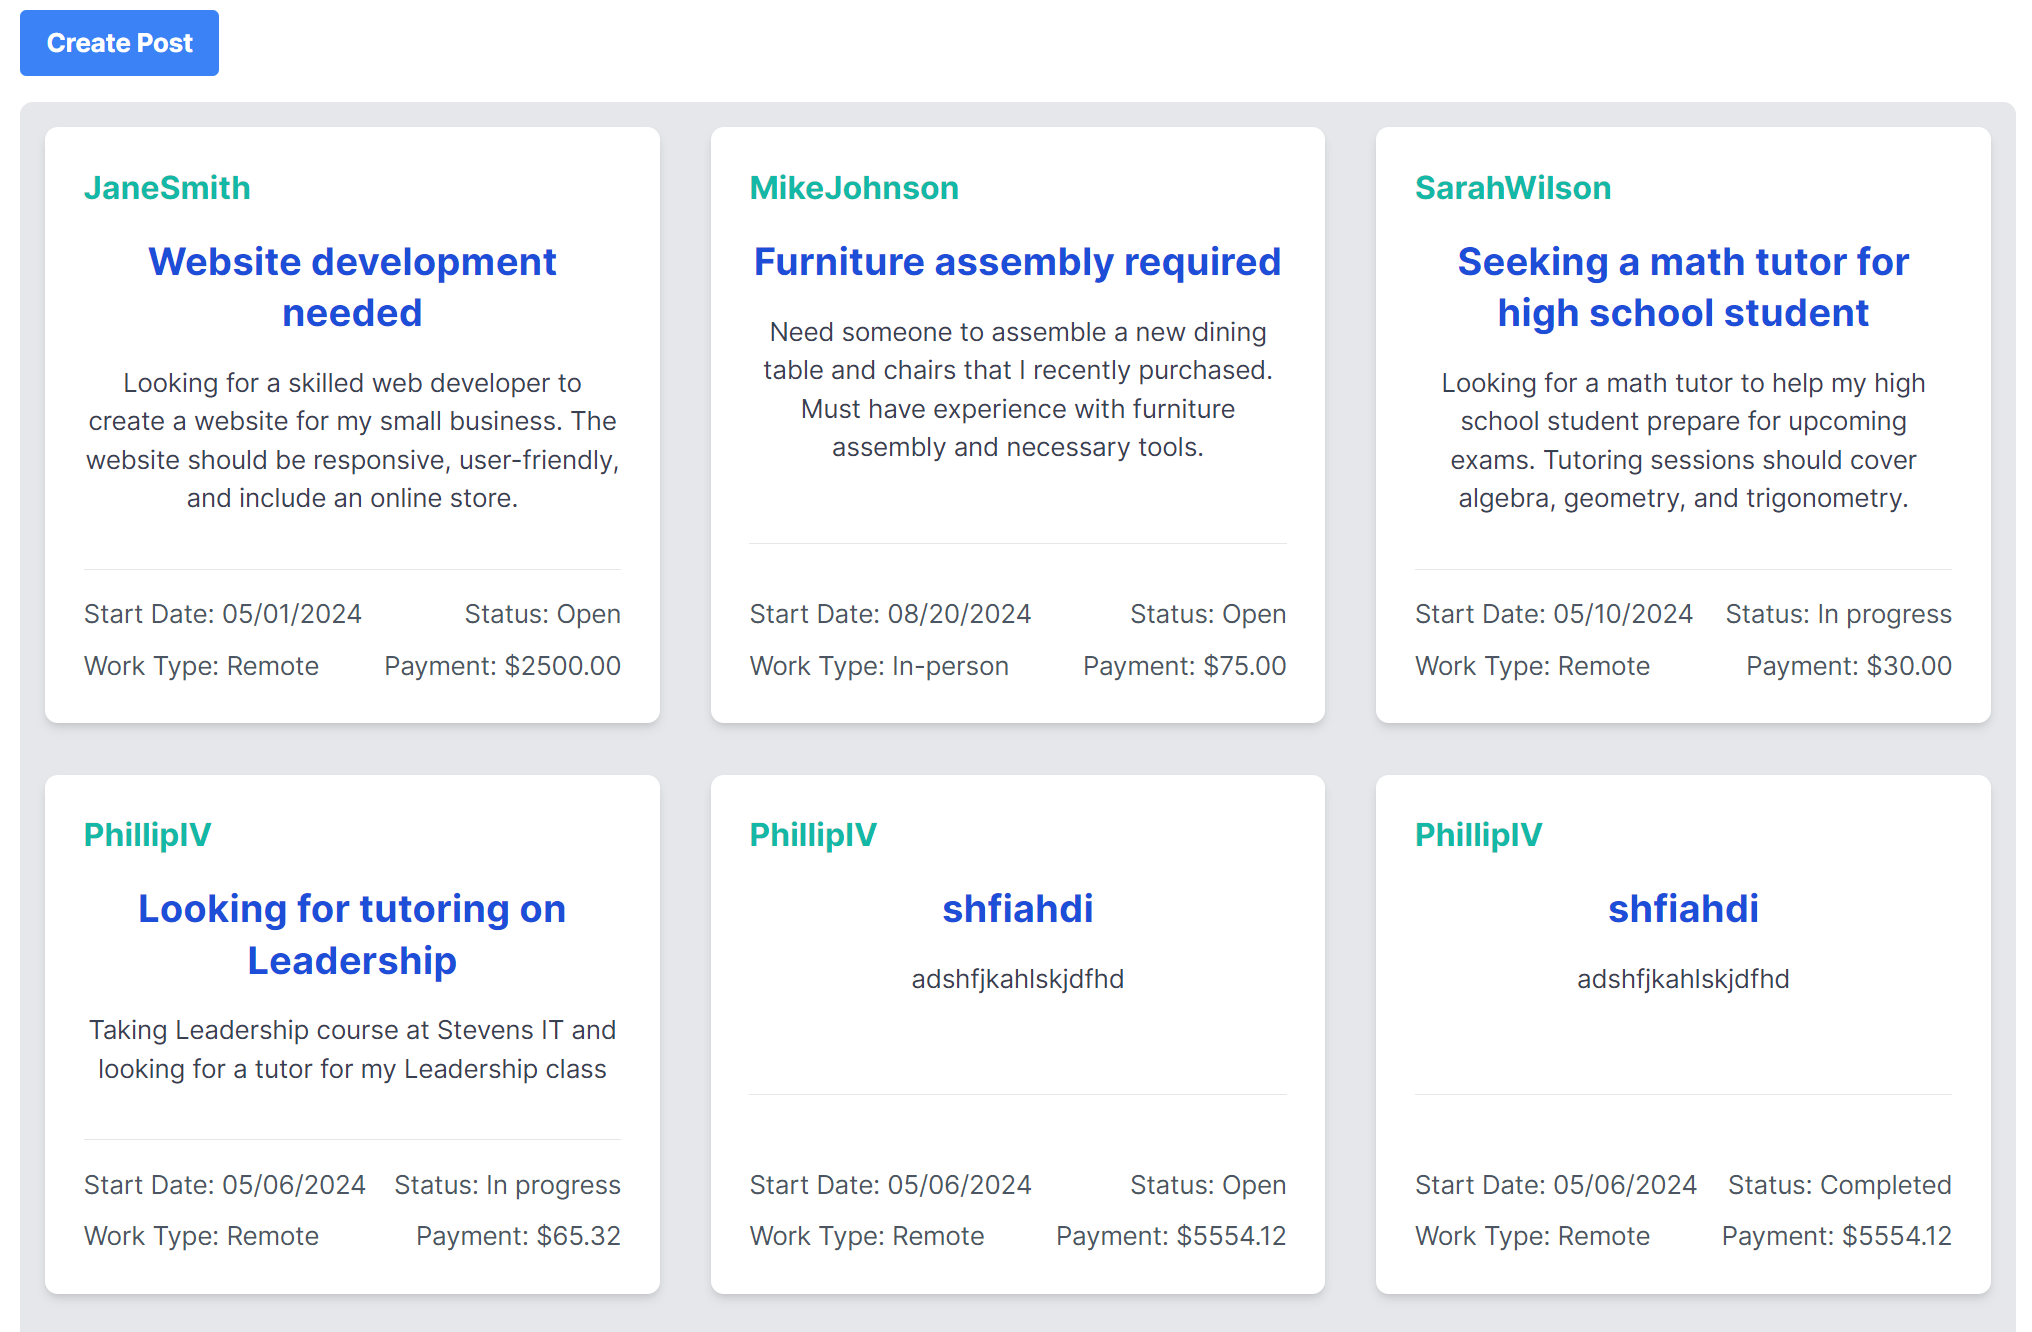 Create Post
JaneSmith
Website development
needed
Looking for a skilled web developer to
create a website for my small business. The
website should be responsive, user-friendly,
and include an online store.
Start Date: 05/01/2024 Status: Open
Work Type: Remote Payment: $2500.00
MikeJohnson
Furniture assembly required
Need someone to assemble a new dining
table and chairs that I recently purchased.
Must have experience with furniture
assembly and necessary tools.
Start Date: 08/20/2024 Status: Open
Work Type: In-person Payment: $75.00
SarahWilson
Seeking a math tutor for
high school student
Looking for a math tutor to help my high
school student prepare for upcoming
exams. Tutoring sessions should cover
algebra, geometry, and trigonometry.
Start Date: 05/10/2024 Status: In progress
Work Type: Remote Payment: $30.00
PhillipIV
Looking for tutoring on
Leadership
Taking Leadership course at Stevens IT and
looking for a tutor for my Leadership class
Start Date: 05/06/2024 Status: In progress
Work Type: Remote Payment: $65.32
PhillipIV
shfiahdi
adshfjkahlskjdfhd
Start Date: 05/06/2024 Status: Open
Work Type: Remote Payment: $5554.12
PhillipIV
shfiahdi
adshfjkahlskjdfhd
Start Date: 05/06/2024 Status: Completed
Work Type: Remote Payment: $5554.12